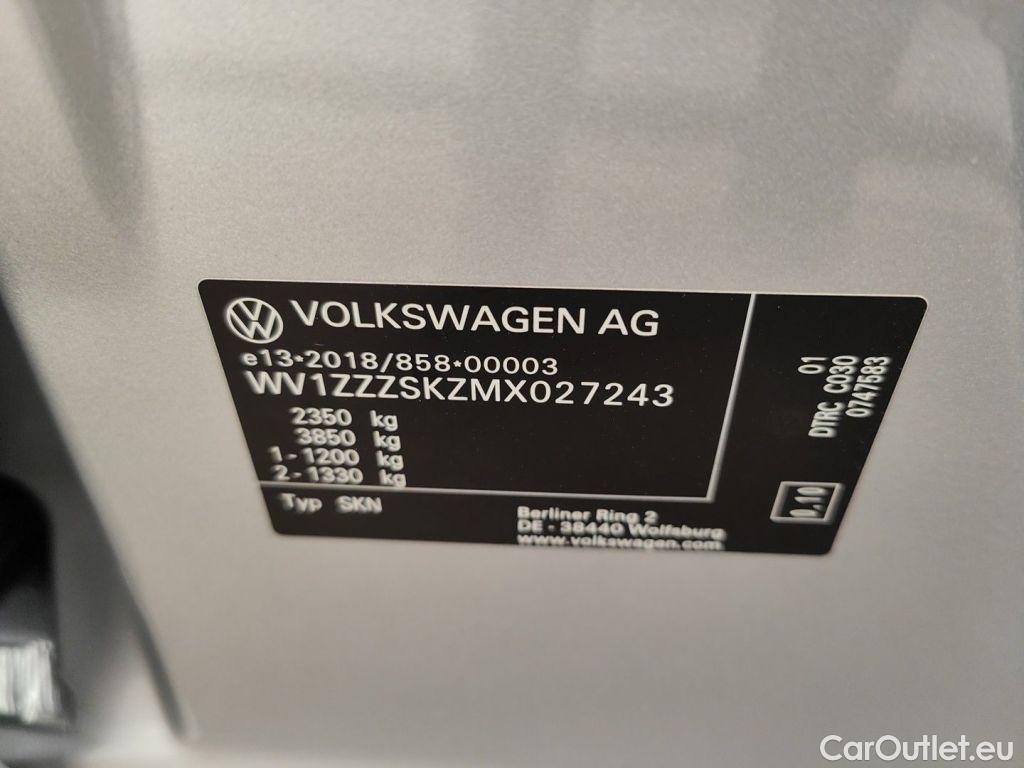 VOLKSWAGEN AG
e13*2018/858*00003
WV1ZZZSKZMX027243
2350 kg
3850 kg
1 - 1200 kg
2 - 1330 kg
Typ SKN
Berliner Ring 2
DE - 38440 Wolfsburg
www.volkswagen.com
01
DTRC C030
0747583
0.10
CarOutlet.eu